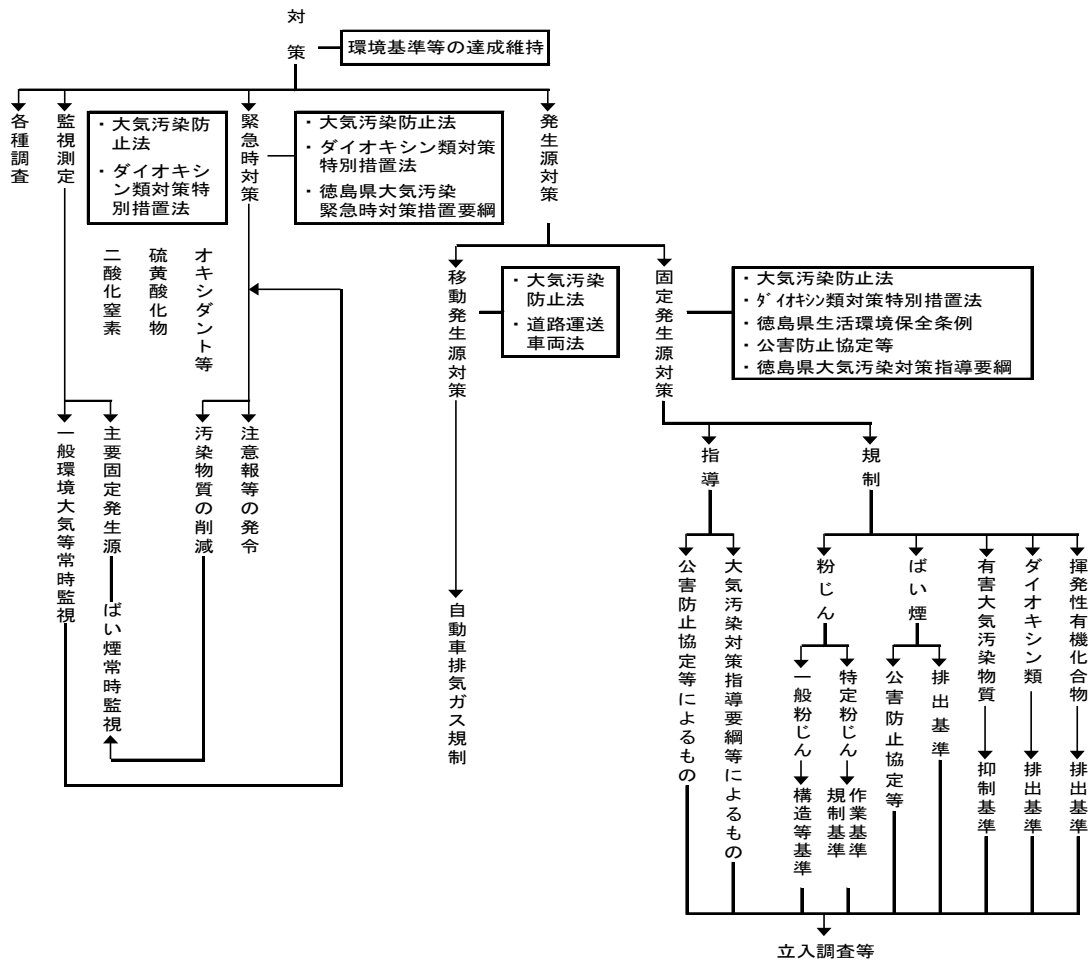 対策
環境基準等の達成維持
各種調査
監視測定
・大気汚染防
止法
・ダイオキシ
ン類対策特
別措置法
緊急時対策
・大気汚染防止法
・ダイオキシン類対策
特別措置法
・徳島県大気汚染
緊急時対策措置要綱
発生源対策
二酸化窒素
硫黄酸化物
オキシダント等
移動発生源対策
・大気汚染
防止法
・道路運送
車両法
固定発生源対策
・大気汚染防止法
・ダイオキシン類対策特別措置法
・徳島県生活環境保全条例
・公害防止協定等
・徳島県大気汚染対策指導要綱
一般環境大気等常時監視
主要固定発生源
ばい煙常時監視
汚染物質の削減
注意報等の発令
自動車排気ガス規制
指導
規制
公害防止協定等によるもの
大気汚染対策指導要綱等によるもの
粉じん
ばい煙
有害大気汚染物質
ダイオキシン類
揮発性有機化合物
一般粉じん
特定粉じん
公害防止協定等
排出基準
構造等基準
規制基準
作業基準
抑制基準
排出基準
排出基準
立入調査等